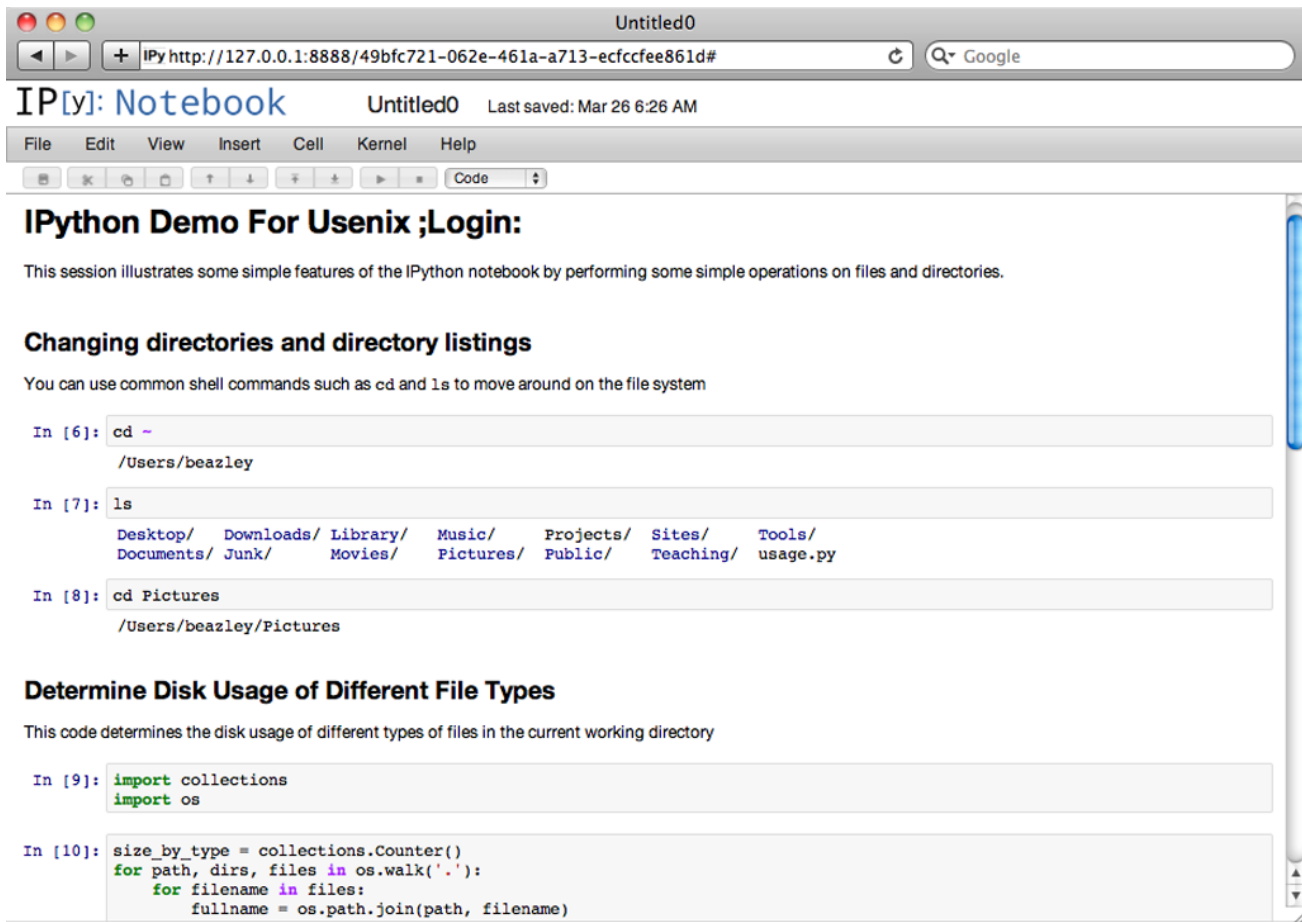 Untitled0
IPy http://127.0.0.1:8888/49bfc721-062e-461a-a713-ecfccfee861d#
Google
IP[y]: Notebook Untitled0 Last saved: Mar 26 6:26 AM
File Edit View Insert Cell Kernel Help
Code
IPython Demo For Usenix ;Login:
This session illustrates some simple features of the IPython notebook by performing some simple operations on files and directories.
Changing directories and directory listings
You can use common shell commands such as cd and ls to move around on the file system
In [6]: cd ~
/Users/beazley
In [7]: ls
Desktop/ Downloads/ Library/ Music/ Projects/ Sites/ Tools/
Documents/ Junk/ Movies/ Pictures/ Public/ Teaching/ usage.py
In [8]: cd Pictures
/Users/beazley/Pictures
Determine Disk Usage of Different File Types
This code determines the disk usage of different types of files in the current working directory
In [9]: import collections
import os
In [10]: size_by_type = collections.Counter()
for path, dirs, files in os.walk('.'):
for filename in files:
fullname = os.path.join(path, filename)